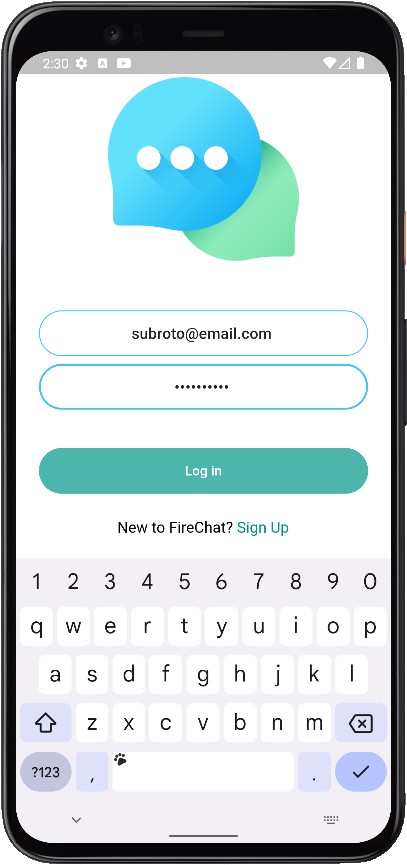 2:30
subroto@email.com
••••••••••
Log in
New to FireChat? Sign Up
1 2 3 4 5 6 7 8 9 0
q w e r t y u i o p
a s d f g h j k l
z x c v b n m
?123 , .